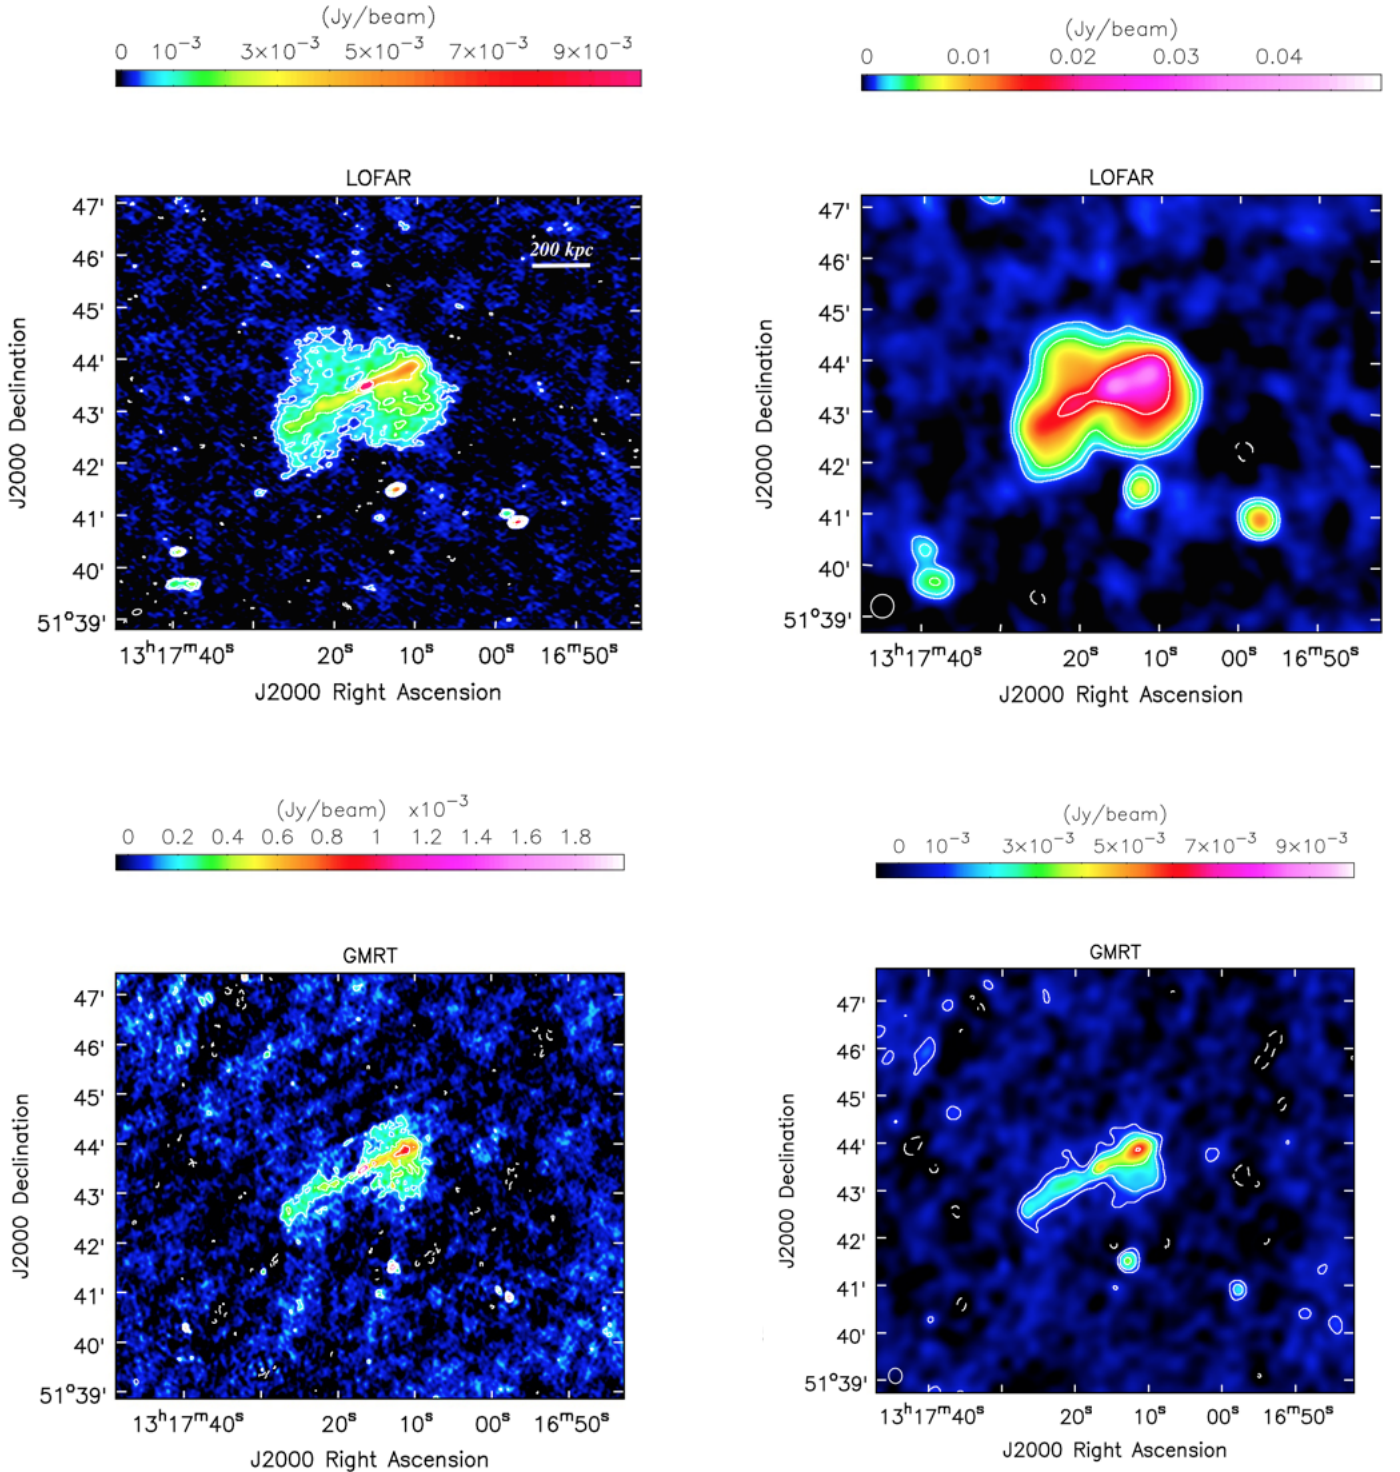 (Jy/beam)
0 10⁻³ 3×10⁻³ 5×10⁻³ 7×10⁻³ 9×10⁻³
LOFAR
47'
46'
45'
44'
43'
42'
41'
40'
51°39'
J2000 Declination
200 kpc
13ʰ17ᵐ40ˢ 20ˢ 10ˢ 00ˢ 16ᵐ50ˢ
J2000 Right Ascension
(Jy/beam)
0 0.01 0.02 0.03 0.04
LOFAR
47'
46'
45'
44'
43'
42'
41'
40'
51°39'
J2000 Declination
13ʰ17ᵐ40ˢ 20ˢ 10ˢ 00ˢ 16ᵐ50ˢ
J2000 Right Ascension
(Jy/beam) x10⁻³
0 0.2 0.4 0.6 0.8 1 1.2 1.4 1.6 1.8
GMRT
47'
46'
45'
44'
43'
42'
41'
40'
51°39'
J2000 Declination
13ʰ17ᵐ40ˢ 20ˢ 10ˢ 00ˢ 16ᵐ50ˢ
J2000 Right Ascension
(Jy/beam)
0 10⁻³ 3×10⁻³ 5×10⁻³ 7×10⁻³ 9×10⁻³
GMRT
47'
46'
45'
44'
43'
42'
41'
40'
51°39'
J2000 Declination
13ʰ17ᵐ40ˢ 20ˢ 10ˢ 00ˢ 16ᵐ50ˢ
J2000 Right Ascension